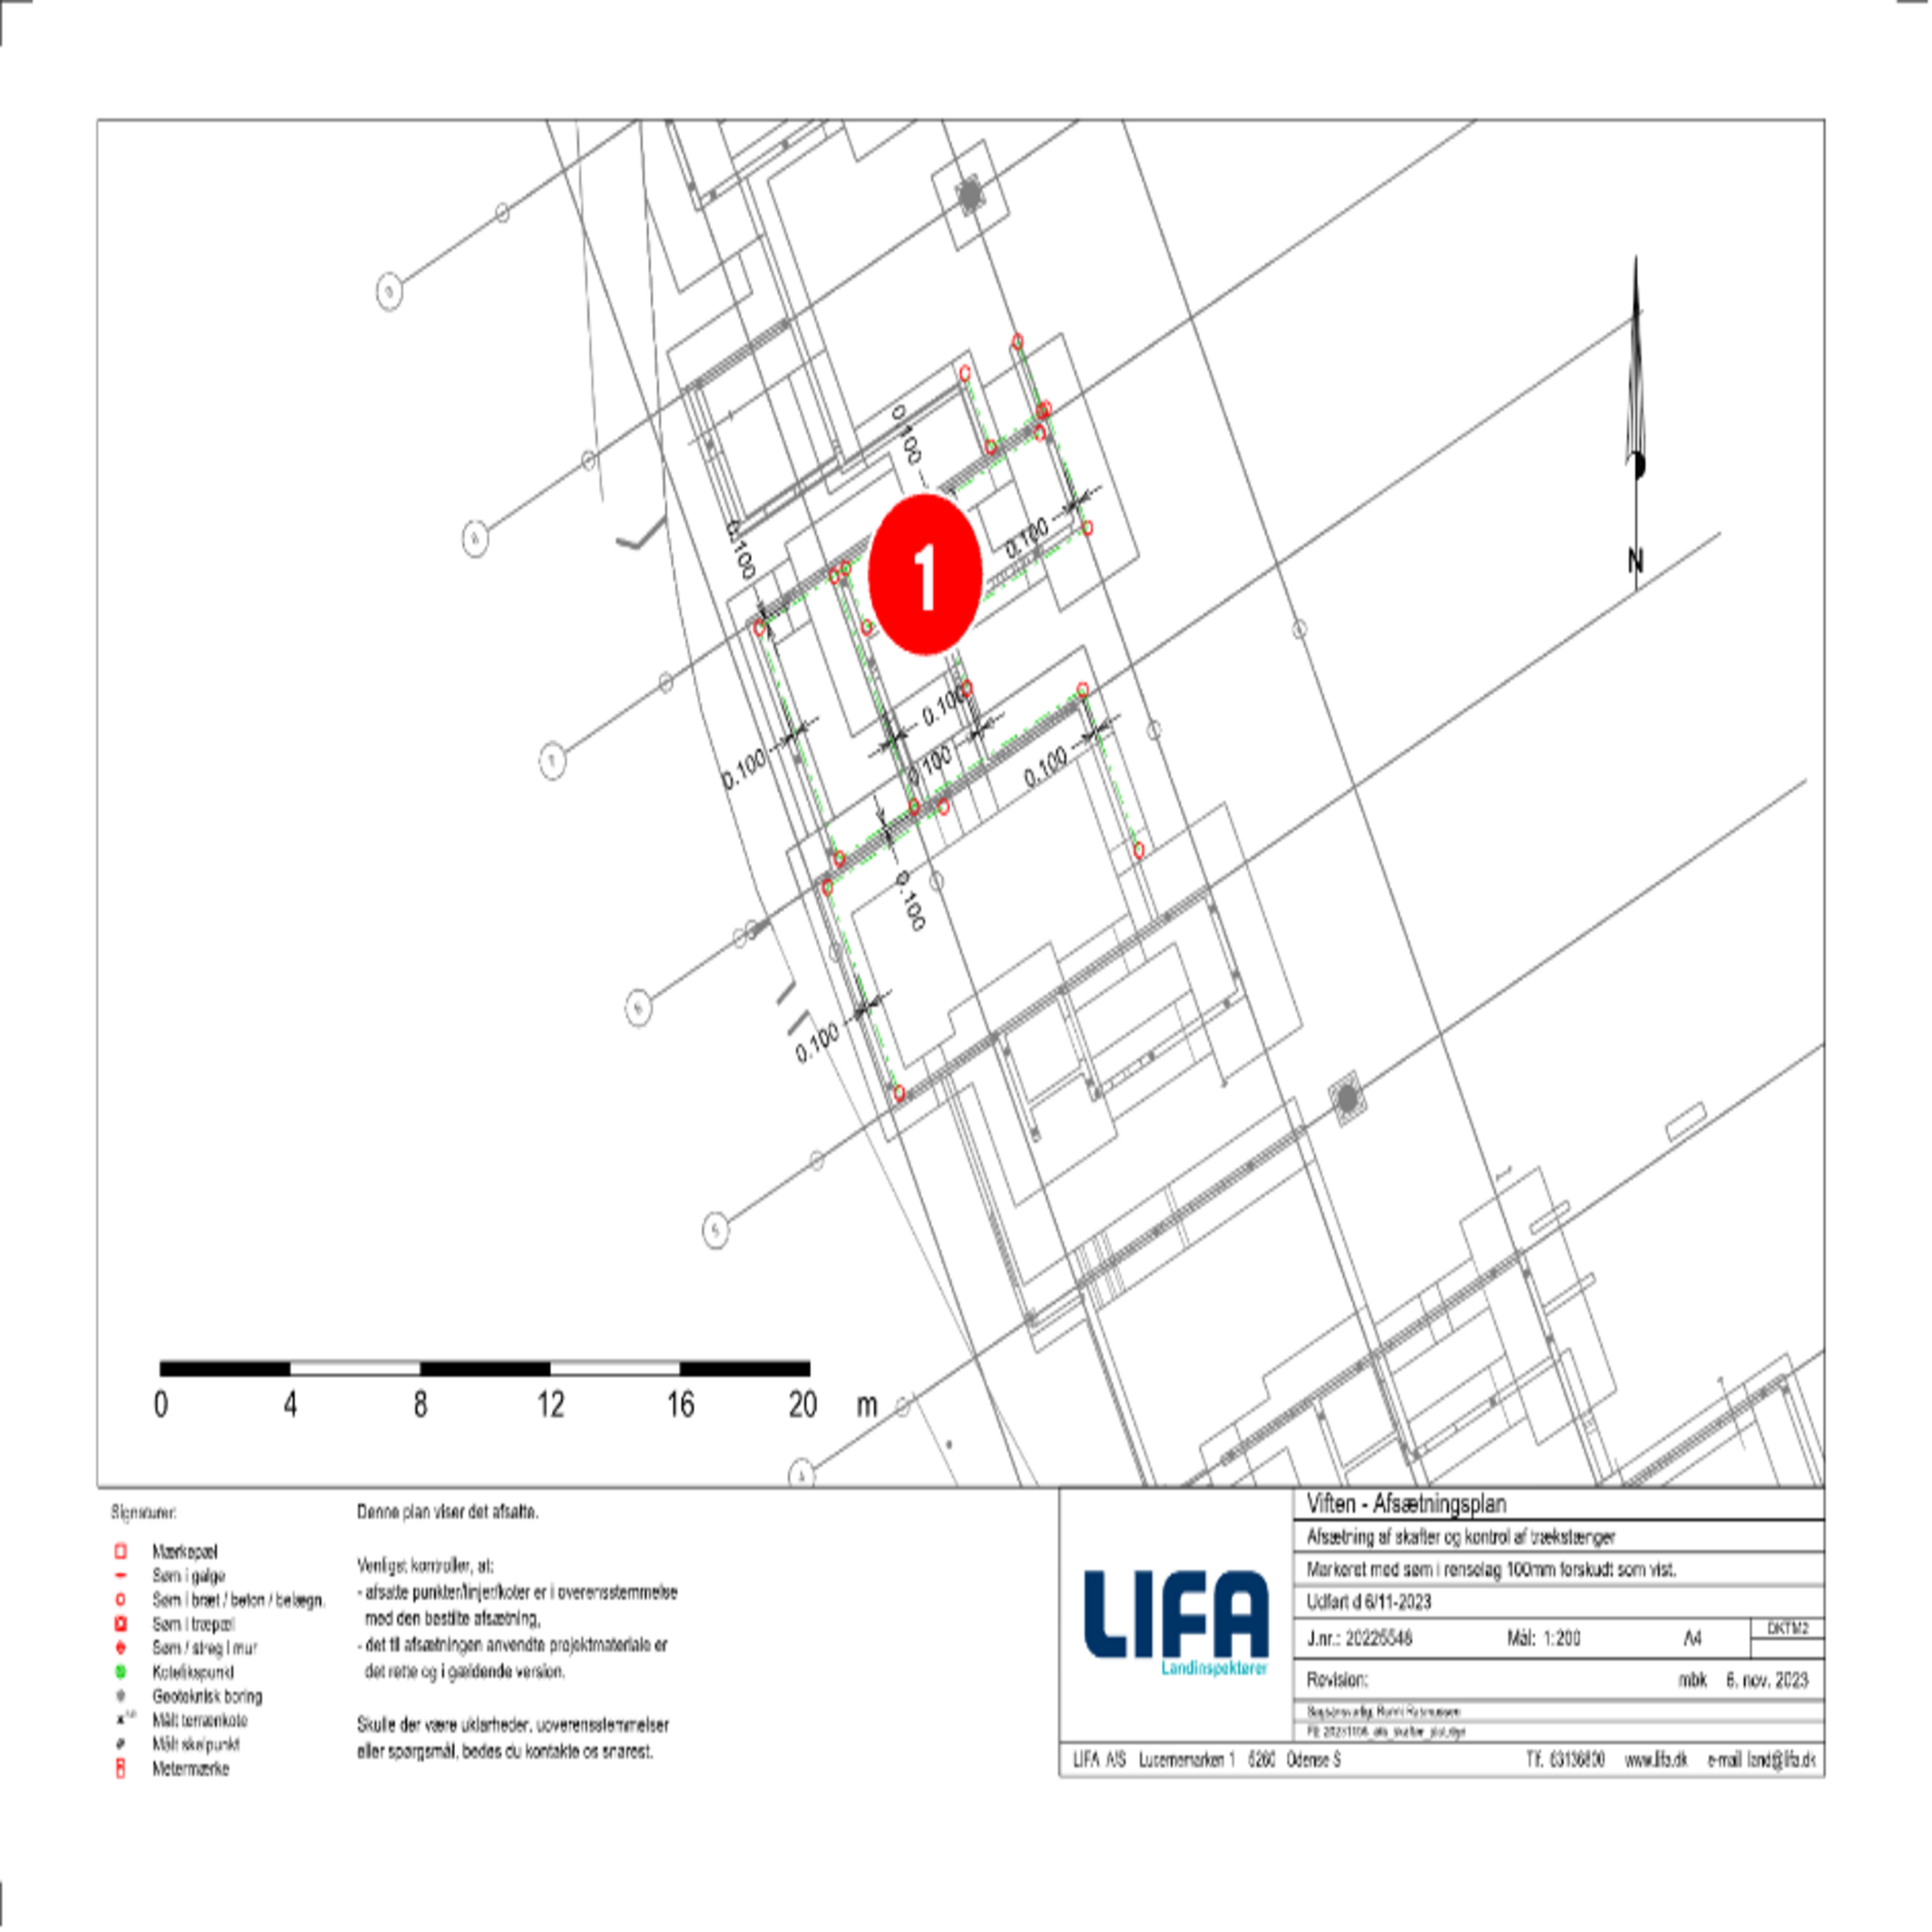 0.100
0.100
0.100
1
0.100
0.100
0.100
0.100
0.100
0.100
N
7
6
5
4
0 4 8 12 16 20 m
Signaturer:
Mærkepæl
Søm i galge
Søm i bræt / beton / belægn.
Søm i træpæl
Søm / streg i mur
Kotefikspunkt
Geoteknisk boring
Målt terrænkote
Målt skelpunkt
Metermærke
Denne plan viser det afsatte.
Venligst kontroller, at:
- afsatte punkter/linjer/koter er i overensstemmelse
med den bestilte afsætning,
- det til afsætningen anvendte projektmateriale er
det rette og i gældende version.
Skulle der være uklarheder, uoverensstemmelser
eller spørgsmål, bedes du kontakte os snarest.
LIFA
Landinspektører
Viften - Afsætningsplan
Afsætning af skafter og kontrol af trækstænger
Markeret med søm i renselag 100mm forskudt som vist.
Udført d 6/11-2023
J.nr.: 20225548 Mål: 1:200 A4 DKTM2
Revision: mbk 6. nov. 2023
LIFA A/S Lucernemarken 1 5260 Odense S Tlf. 63136800 www.lifa.dk e-mail land@lifa.dk